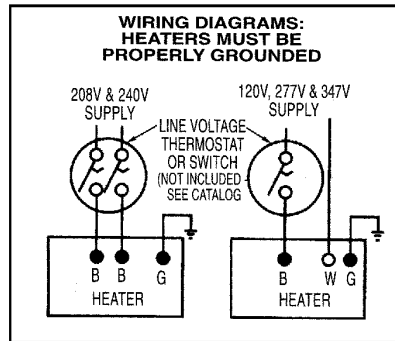 WIRING DIAGRAMS:
HEATERS MUST BE
PROPERLY GROUNDED
208V & 240V
SUPPLY
120V, 277V & 347V
SUPPLY
LINE VOLTAGE
THERMOSTAT
OR SWITCH
(NOT INCLUDED
SEE CATALOG
B B G
HEATER
B W G
HEATER